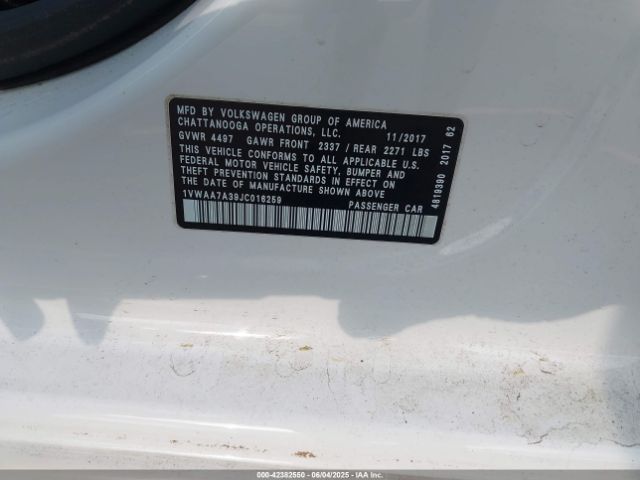 MFD BY VOLKSWAGEN GROUP OF AMERICA
CHATTANOOGA OPERATIONS, LLC. 11/2017
GVWR 4497 GAWR FRONT 2337 / REAR 2271 LBS
THIS VEHICLE CONFORMS TO ALL APPLICABLE U.S.
FEDERAL MOTOR VEHICLE SAFETY, BUMPER AND
THEFT PREVENTION STANDARDS IN EFFECT ON
THE DATE OF MANUFACTURE SHOWN ABOVE
1VWAA7A39JC016259 PASSENGER CAR
4819390 2017 62
000-42382550 - 06/04/2025 - IAA Inc.